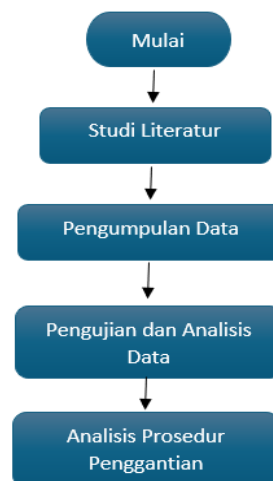 Mulai
Studi Literatur
Pengumpulan Data
Pengujian dan Analisis
Data
Analisis Prosedur
Penggantian